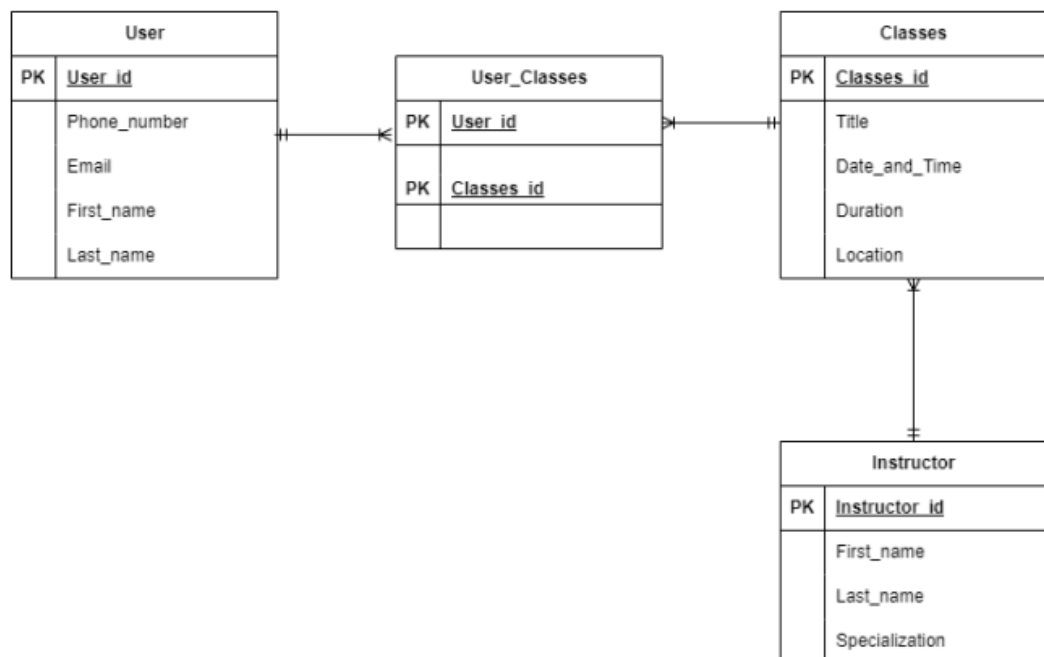 User
PK User_id
Phone_number
Email
First_name
Last_name
User_Classes
PK User_id
PK Classes_id
Classes
PK Classes_id
Title
Date_and_Time
Duration
Location
Instructor
PK Instructor_id
First_name
Last_name
Specialization